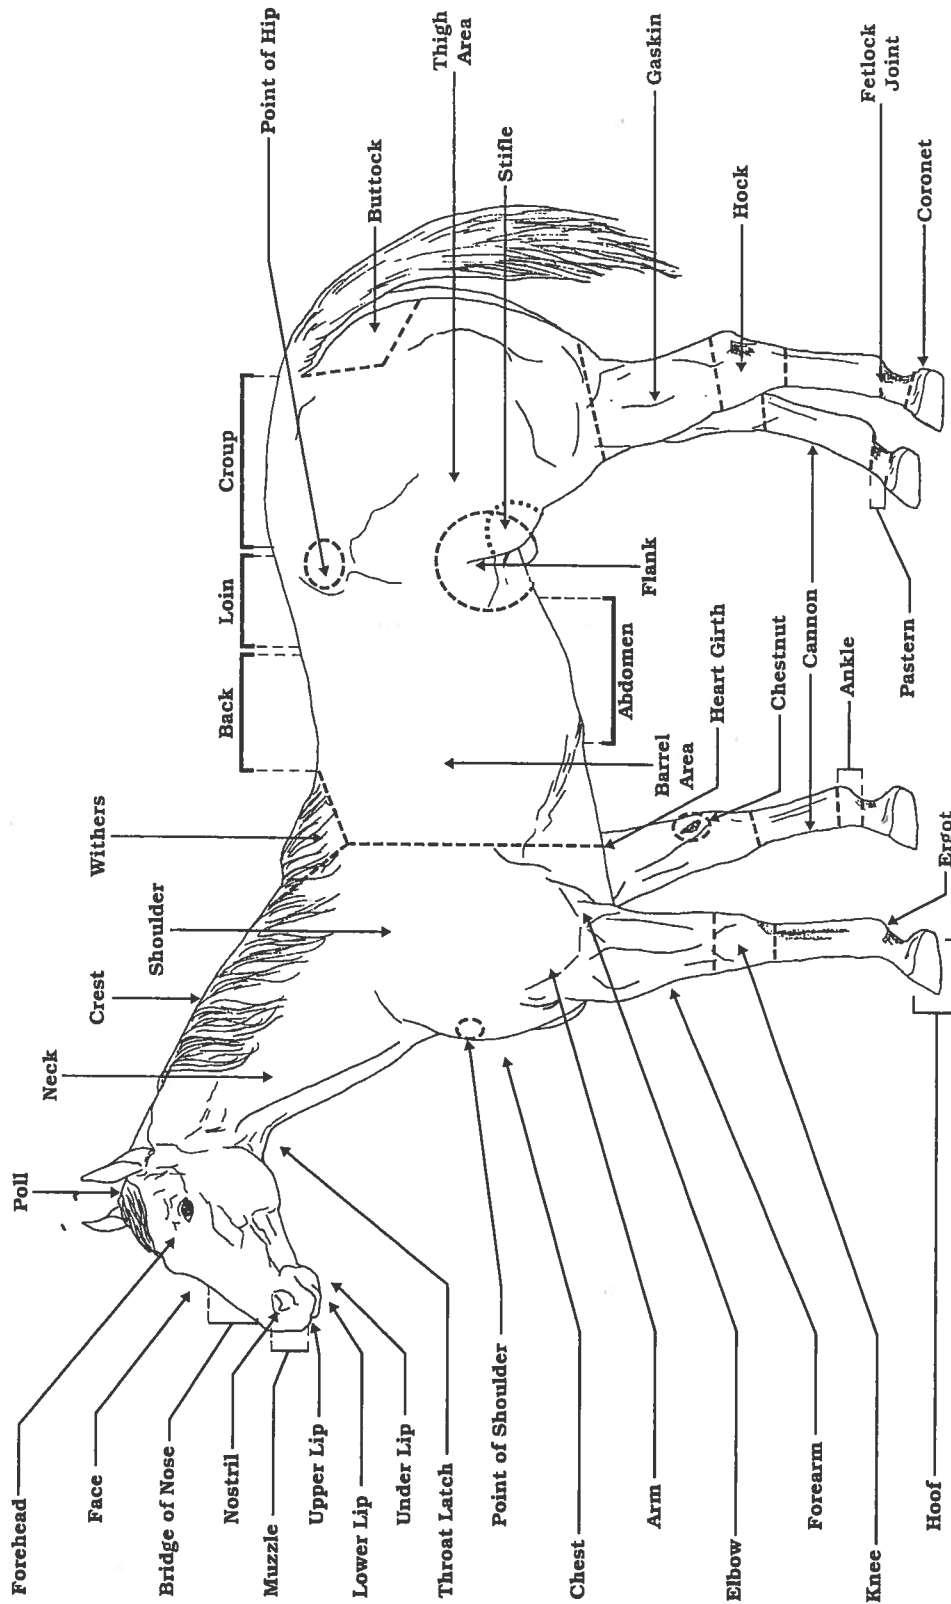 Forehead
Face
Bridge of Nose
Nostril
Muzzle
Upper Lip
Lower Lip
Under Lip
Throat Latch
Point of Shoulder
Chest
Arm
Elbow
Forearm
Knee
Hoof
Poll
Neck
Crest
Shoulder
Withers
Back
Loin
Croup
Point of Hip
Buttock
Thigh
Area
Stifle
Gaskin
Hock
Fetlock
Joint
Coronet
Flank
Abdomen
Barrel
Area
Heart Girth
Chestnut
Cannon
Ankle
Pastern
Ergot